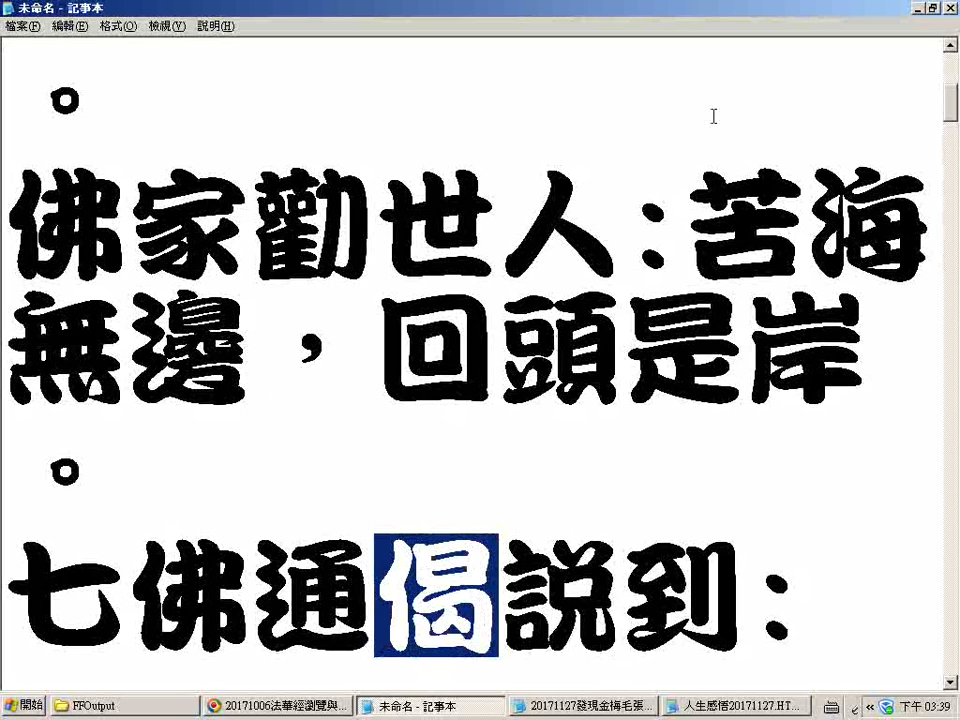 未命名 - 記事本
檔案(F) 編輯(E) 格式(O) 檢視(V) 說明(H)
。
佛家勸世人:苦海
無邊，回頭是岸
。
七佛通偈説到:
開始 FFOutput 20171006法華經瀏覽與... 未命名 - 記事本 20171127發現金梅毛張... 人生感悟20171127.HT... « 下午 03:39